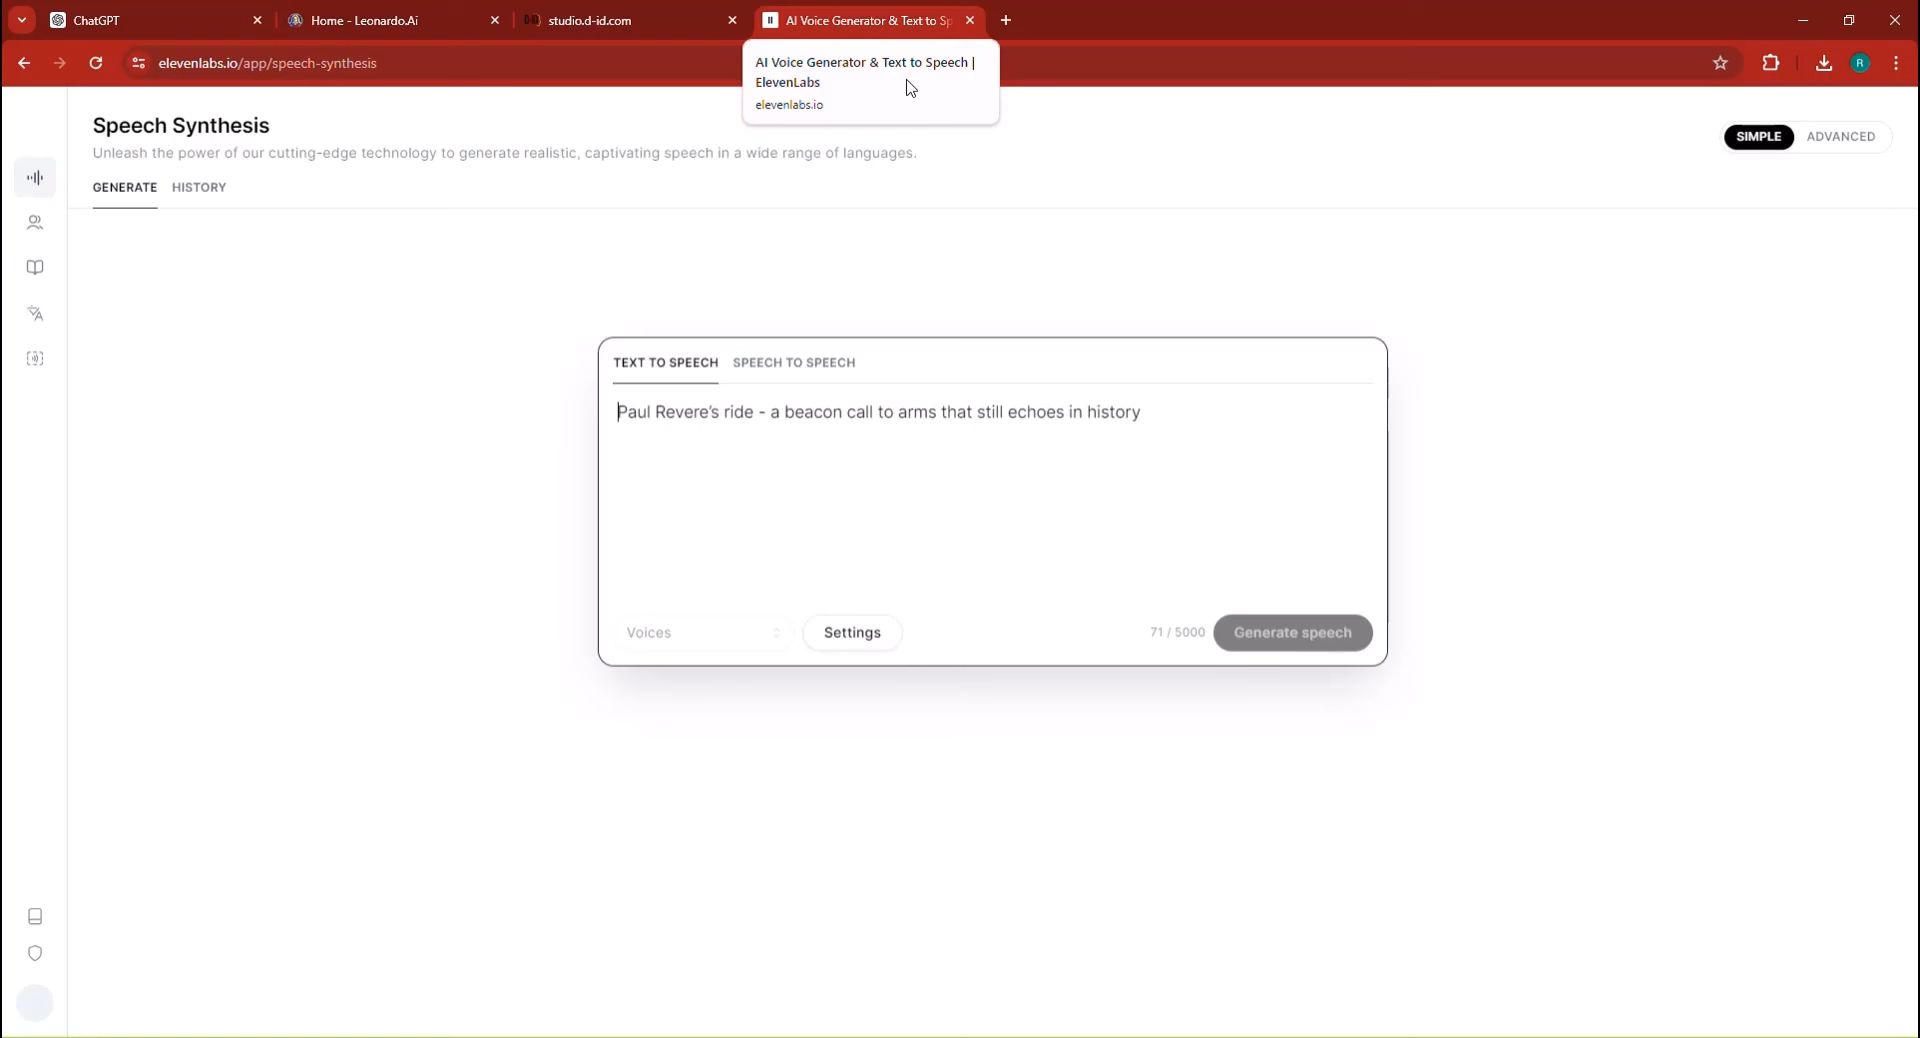 ChatGPT
Home - Leonardo.Ai
studio.d-id.com
AI Voice Generator & Text to Sp
elevenlabs.io/app/speech-synthesis
R
AI Voice Generator & Text to Speech |
ElevenLabs
elevenlabs.io
Speech Synthesis
Unleash the power of our cutting-edge technology to generate realistic, captivating speech in a wide range of languages.
SIMPLE ADVANCED
GENERATE HISTORY
TEXT TO SPEECH SPEECH TO SPEECH
Paul Revere’s ride - a beacon call to arms that still echoes in history
Voices Settings 71 / 5000 Generate speech